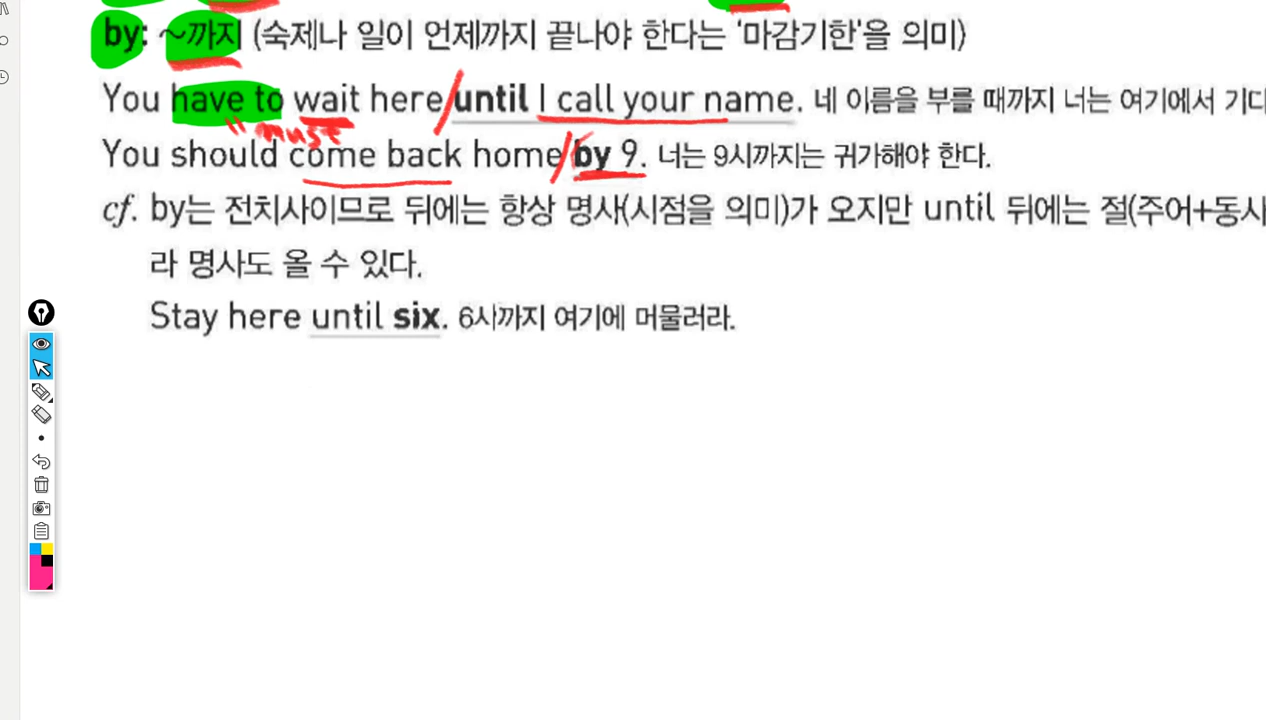 by: ~까지 (숙제나 일이 언제까지 끝나야 한다는 '마감기한'을 의미)
You have to wait here/until I call your name. 네 이름을 부를 때까지 너는 여기에서 기다
" must
You should come back home/by 9. 너는 9시까지는 귀가해야 한다.
cf. by는 전치사이므로 뒤에는 항상 명사(시점을 의미)가 오지만 until 뒤에는 절(주어+동사
라 명사도 올 수 있다.
Stay here until six. 6시까지 여기에 머물러라.